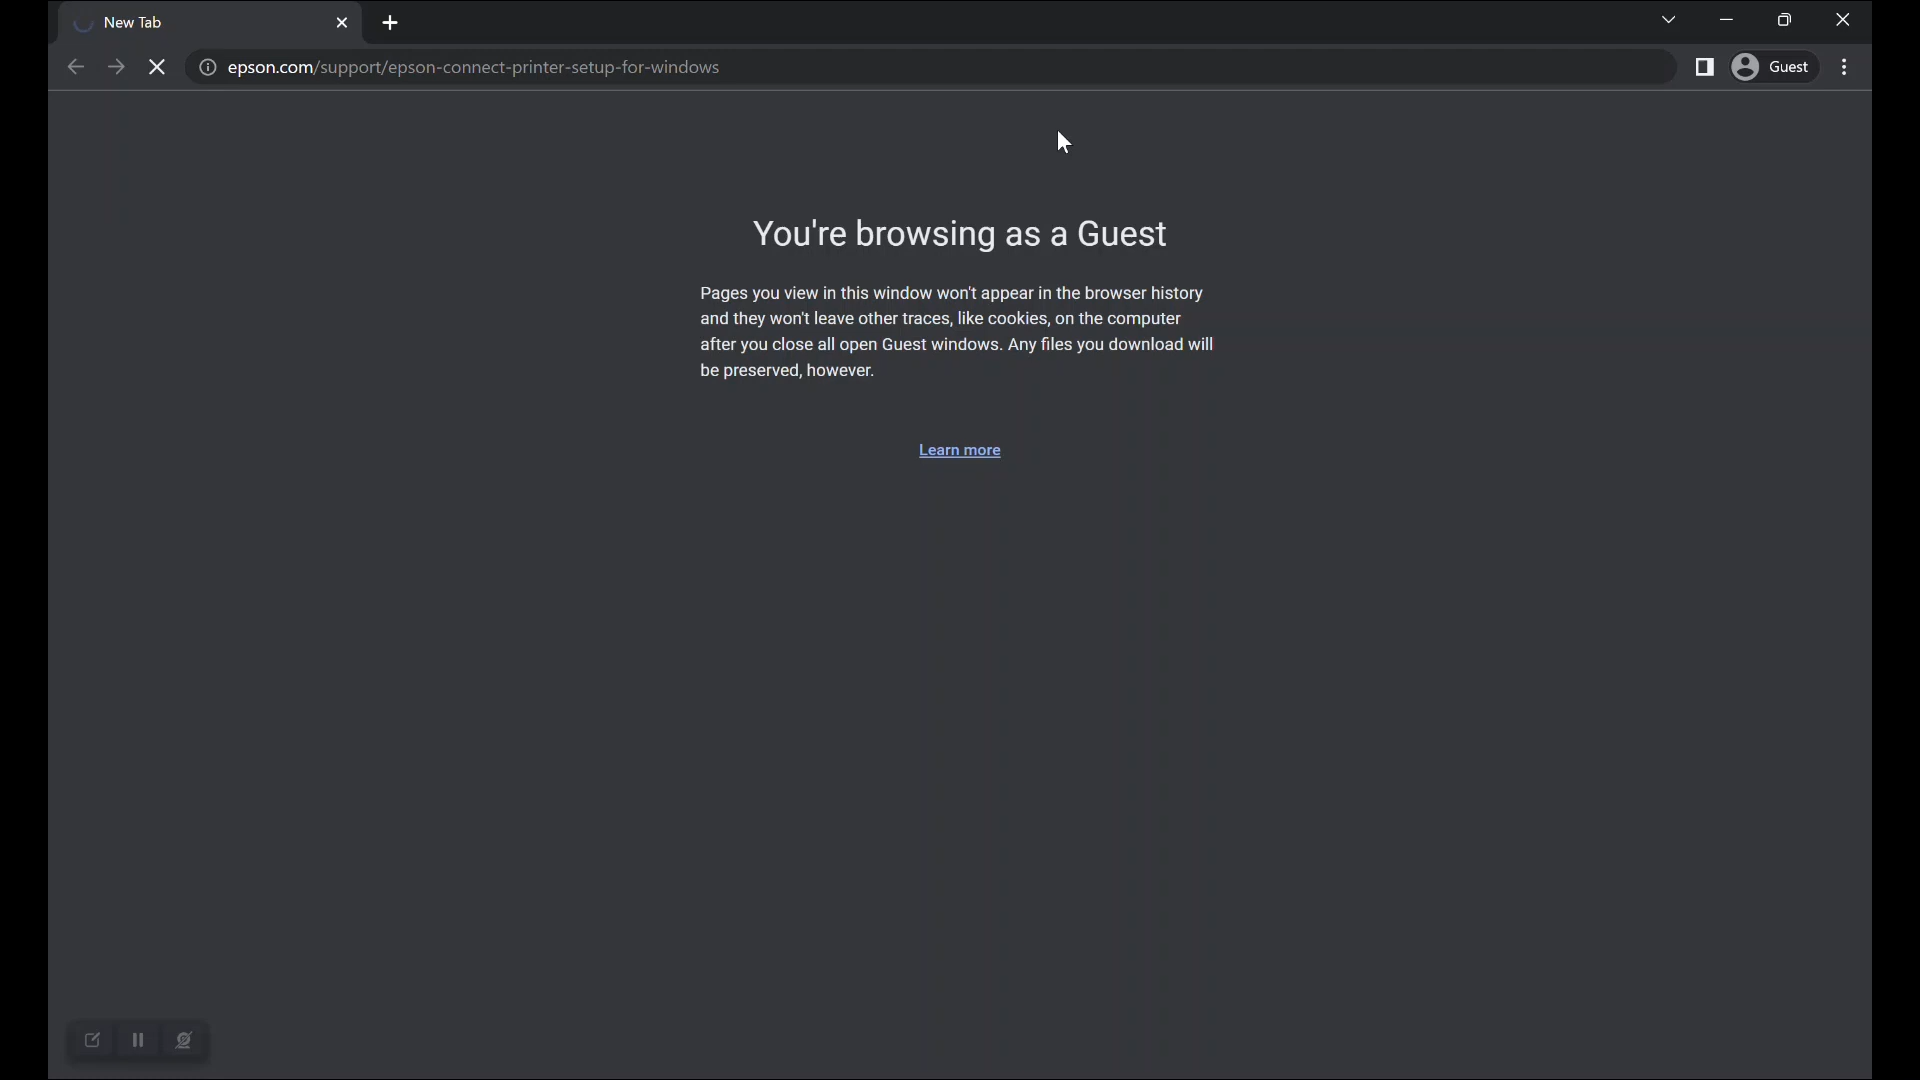 New Tab
epson.com/support/epson-connect-printer-setup-for-windows
Guest
You're browsing as a Guest
Pages you view in this window won't appear in the browser history
and they won't leave other traces, like cookies, on the computer
after you close all open Guest windows. Any files you download will
be preserved, however.
Learn more